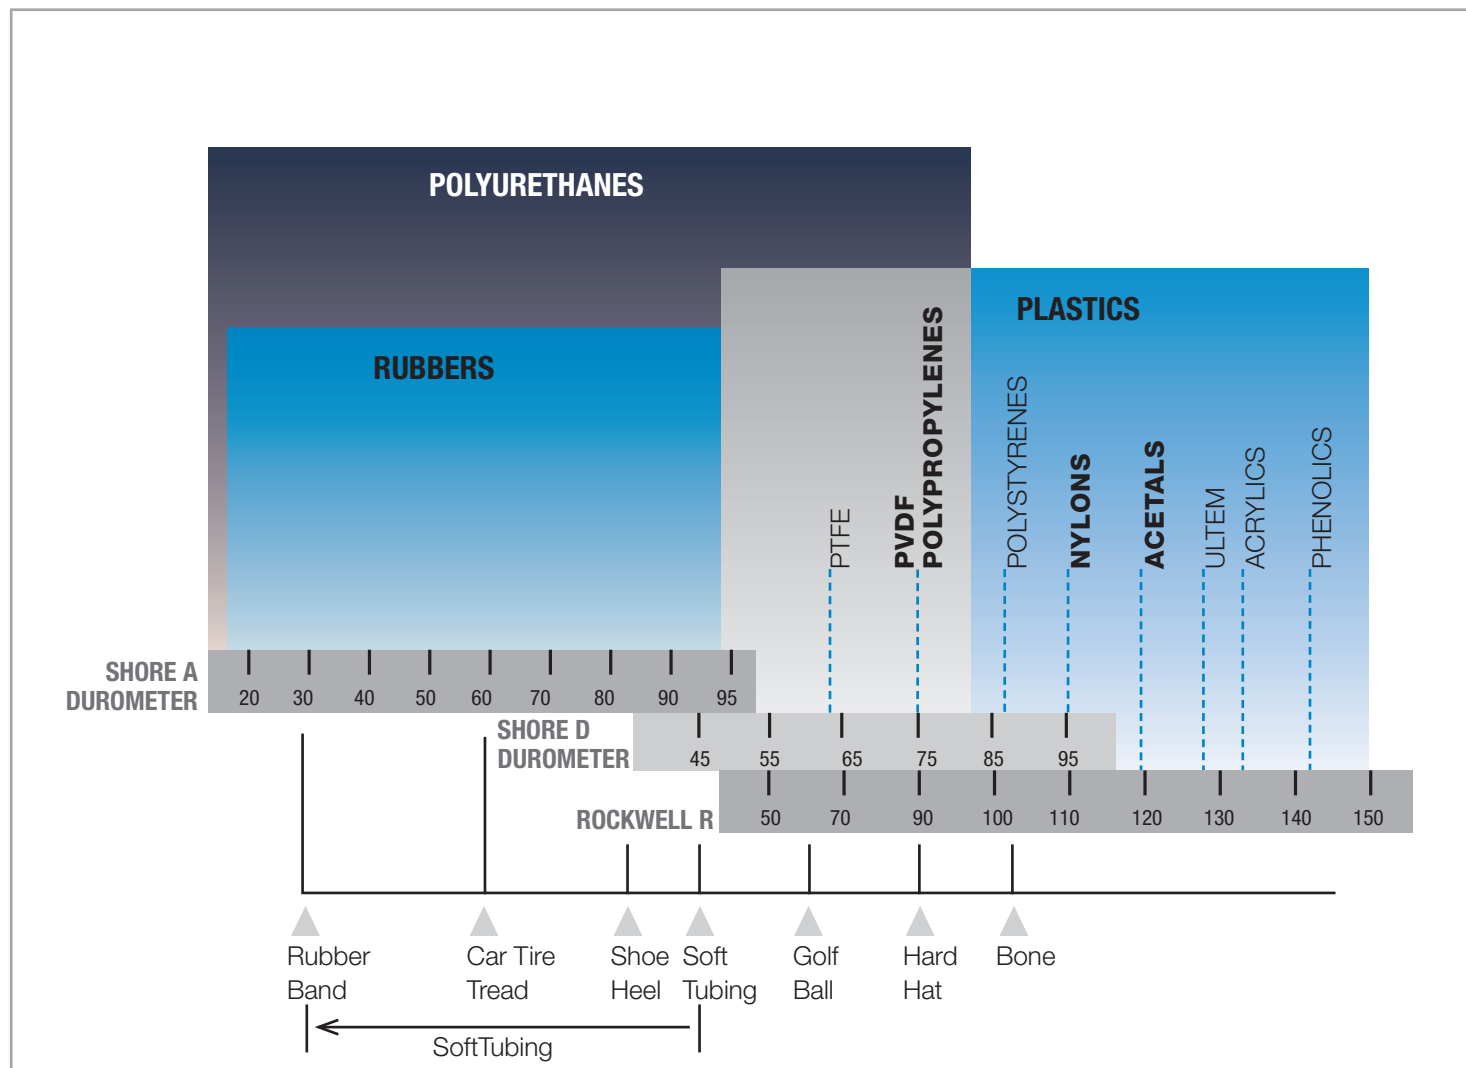 POLYURETHANES
PLASTICS
RUBBERS
PTFE
PVDF
POLYPROPYLENES
POLYSTYRENES
NYLONS
ACETALS
ULTEM
ACRYLICS
PHENOLICS
SHORE A
DUROMETER
20 30 40 50 60 70 80 90 95
SHORE D
DUROMETER
45 55 65 75 85 95
ROCKWELL R
50 70 90 100 110 120 130 140 150
Rubber
Band
Car Tire
Tread
Shoe
Heel
Soft
Tubing
Golf
Ball
Hard
Hat
Bone
SoftTubing